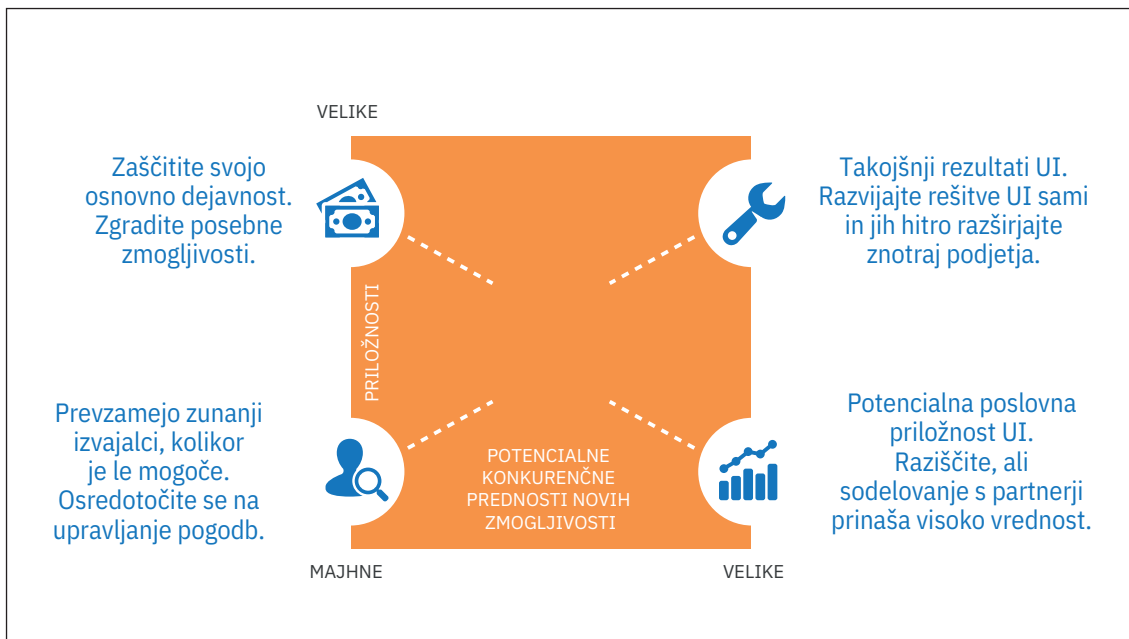 VELIKE
Zaščitite svojo
osnovno dejavnost.
Zgradite posebne
zmogljivosti.
Takojšnji rezultati UI.
Razvijajte rešitve UI sami
in jih hitro razširjajte
znotraj podjetja.
PRILOŽNOSTI
Prevzamejo zunanji
izvajalci, kolikor
je le mogoče.
Osredotočite se na
upravljanje pogodb.
POTENCIALNE
KONKURENČNE
PREDNOSTI NOVIH
ZMOGLJIVOSTI
Potencialna poslovna
priložnost UI.
Raziščite, ali
sodelovanje s partnerji
prinaša visoko vrednost.
MAJHNE
VELIKE